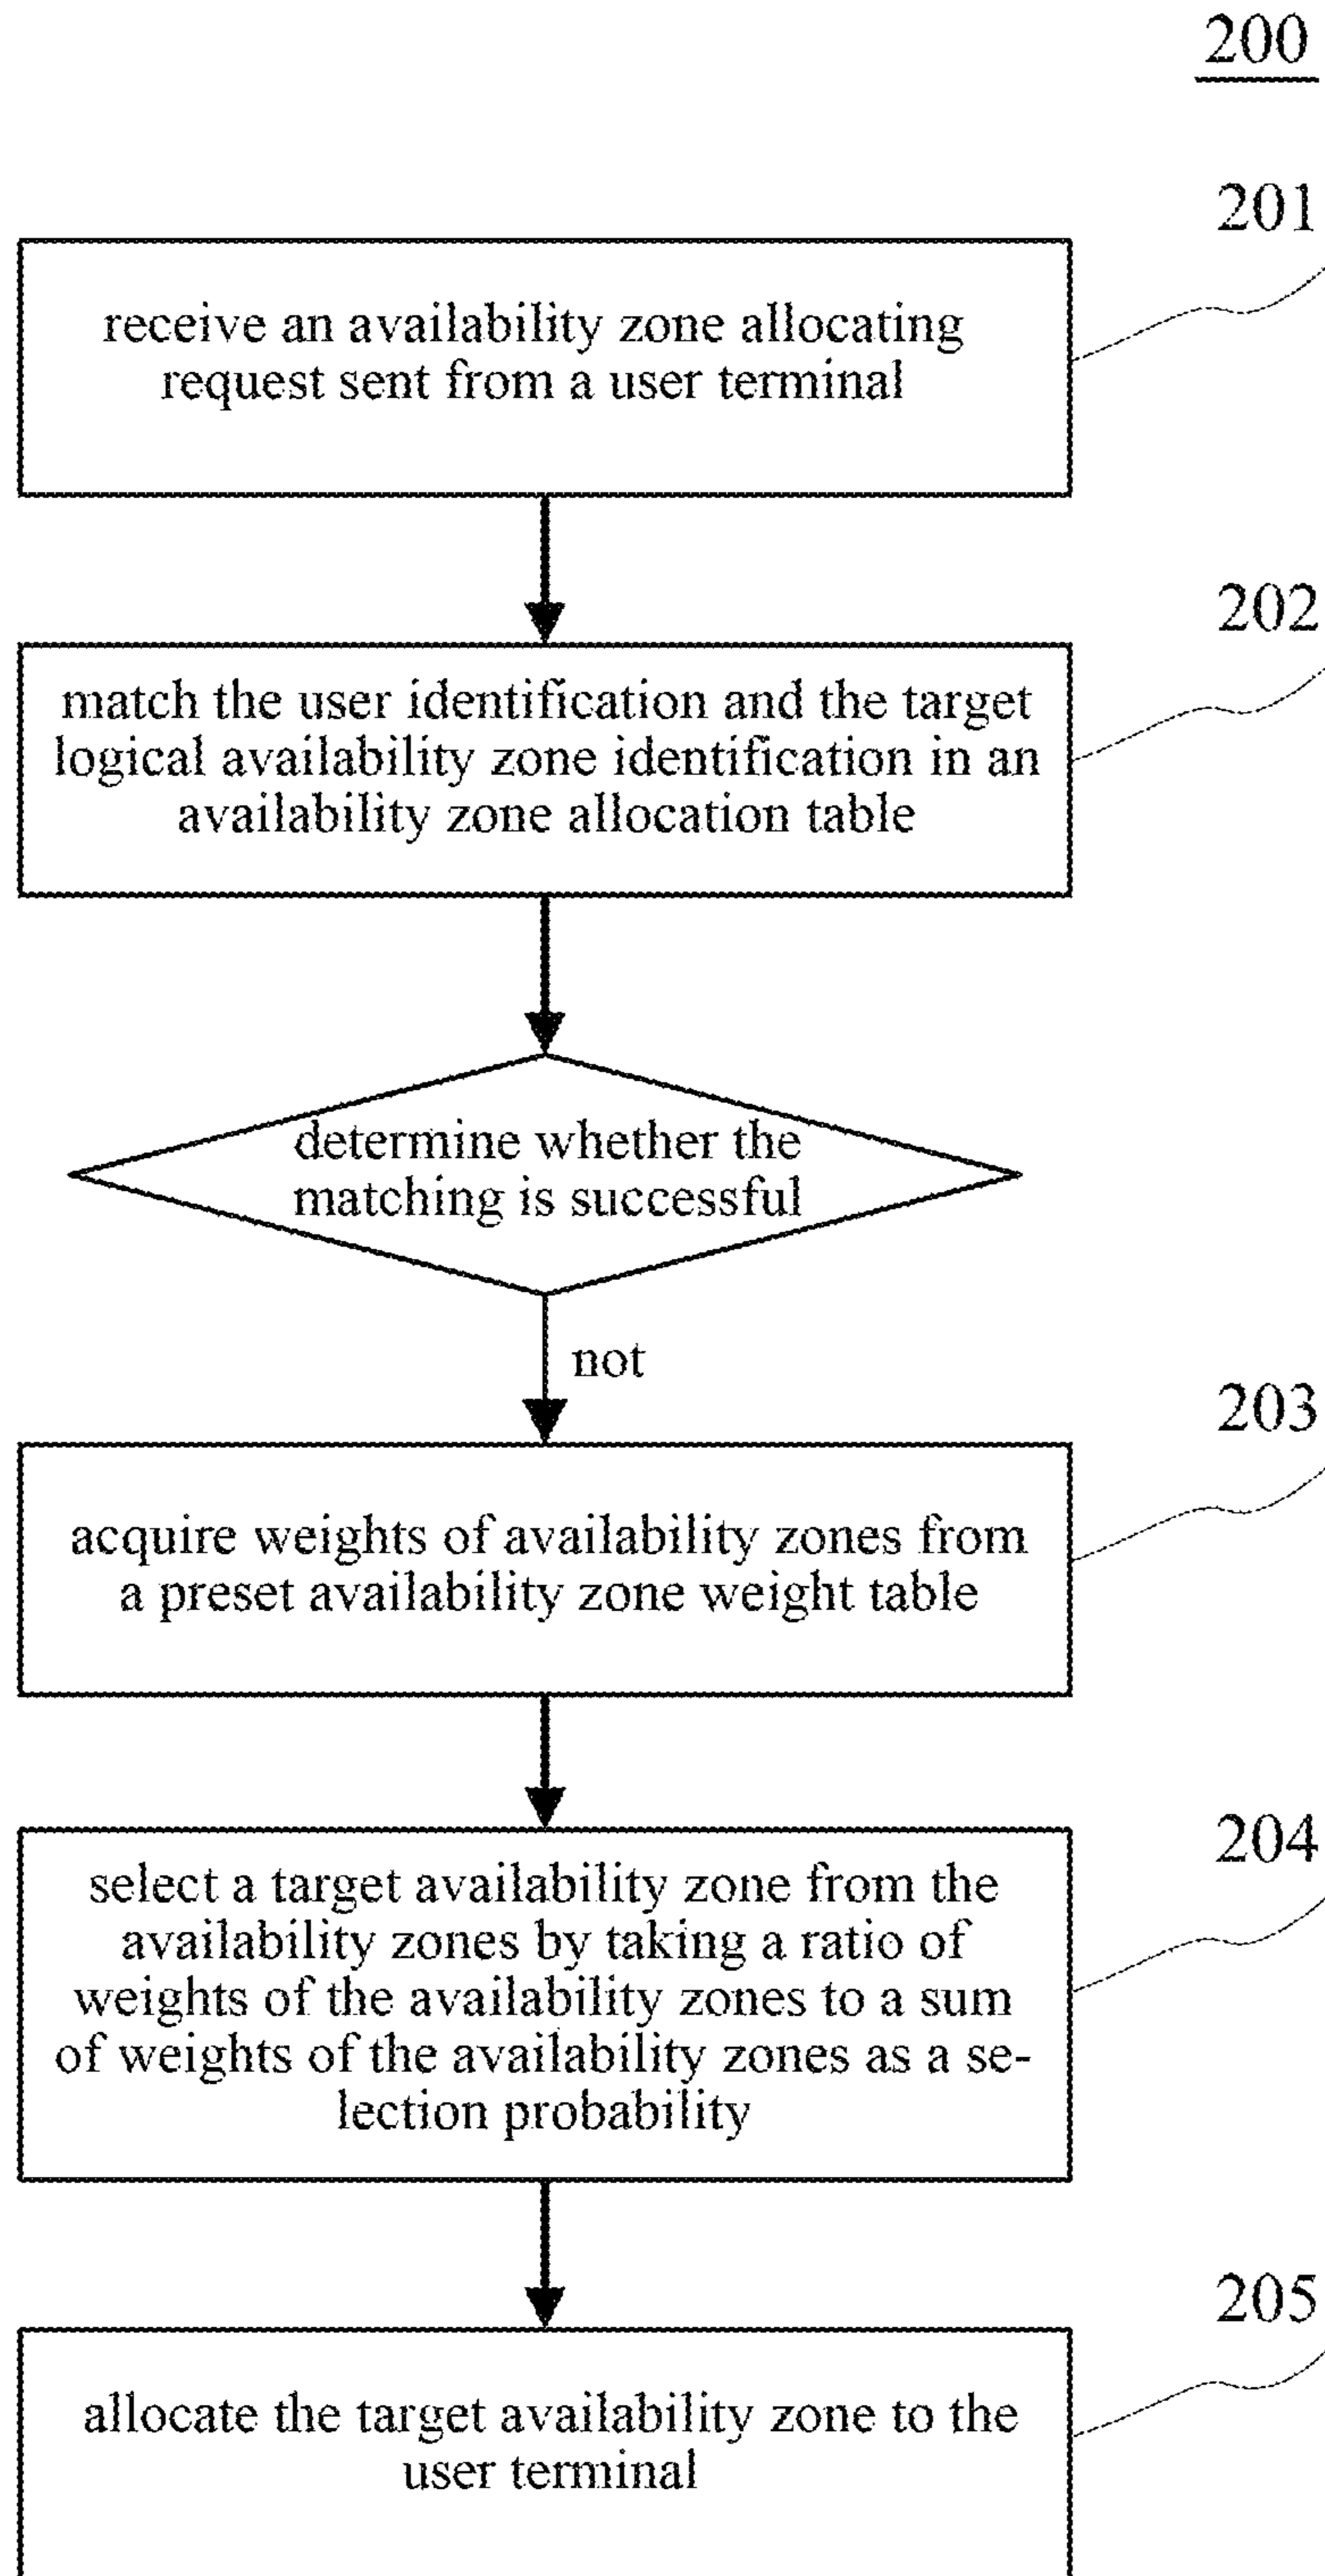 200
201
receive an availability zone allocating
request sent from a user terminal
202
match the user identification and the target
logical availability zone identification in an
availability zone allocation table
determine whether the
matching is successful
not
203
acquire weights of availability zones from
a preset availability zone weight table
204
select a target availability zone from the
availability zones by taking a ratio of
weights of the availability zones to a sum
of weights of the availability zones as a se-
lection probability
205
allocate the target availability zone to the
user terminal